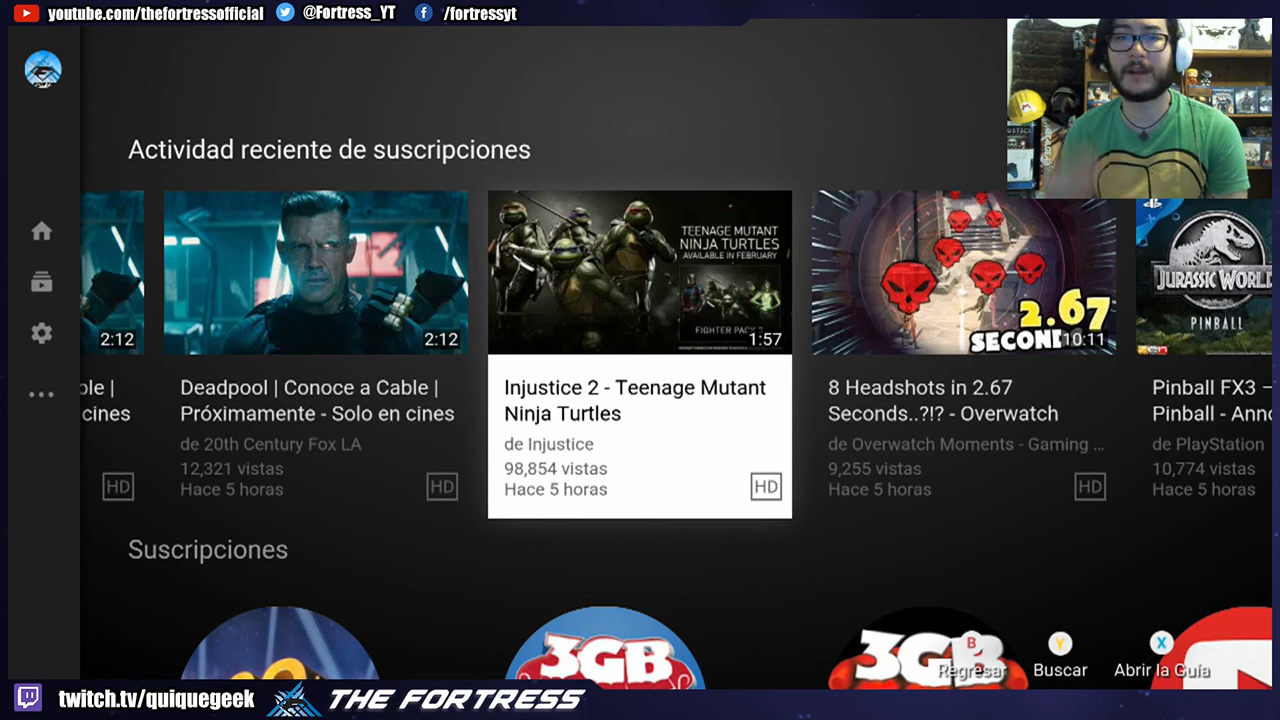 youtube.com/thefortressofficial @Fortress_YT /fortressyt
Actividad reciente de suscripciones
2:12
ble |
cines
HD
2:12
Deadpool | Conoce a Cable |
Próximamente - Solo en cines
de 20th Century Fox LA
12,321 vistas
Hace 5 horas
HD
TEENAGE MUTANT
NINJA TURTLES
AVAILABLE IN FEBRUARY
FIGHTER PACK
1:57
Injustice 2 - Teenage Mutant
Ninja Turtles
de Injustice
98,854 vistas
Hace 5 horas
HD
2.67
SECOND
10:11
8 Headshots in 2.67
Seconds..?!? - Overwatch
de Overwatch Moments - Gaming ...
9,255 vistas
Hace 5 horas
HD
JURASSIC WORLD
PINBALL
Pinball FX3 –
Pinball - Anno
de PlayStation
10,774 vistas
Hace 5 horas
Suscripciones
3GB
3GB
B
Regresar
Y
Buscar
X
Abrir la Guía
twitch.tv/quiquegeek THE FORTRESS